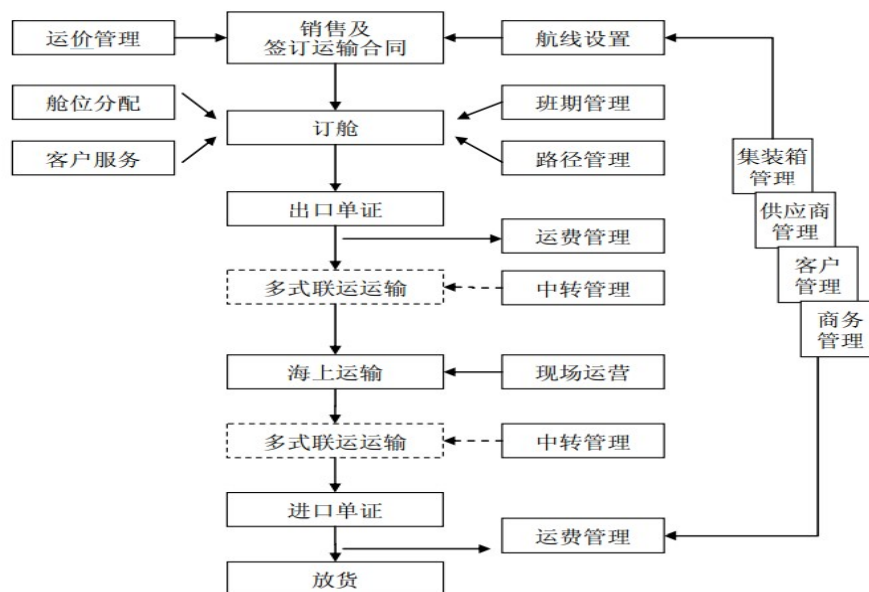 运价管理
销售及
签订运输合同
航线设置
舱位分配
班期管理
订舱
客户服务
路径管理
集装箱
管理
出口单证
供应商
管理
运费管理
客户
管理
多式联运运输
中转管理
商务
管理
海上运输
现场运营
多式联运运输
中转管理
进口单证
运费管理
放货